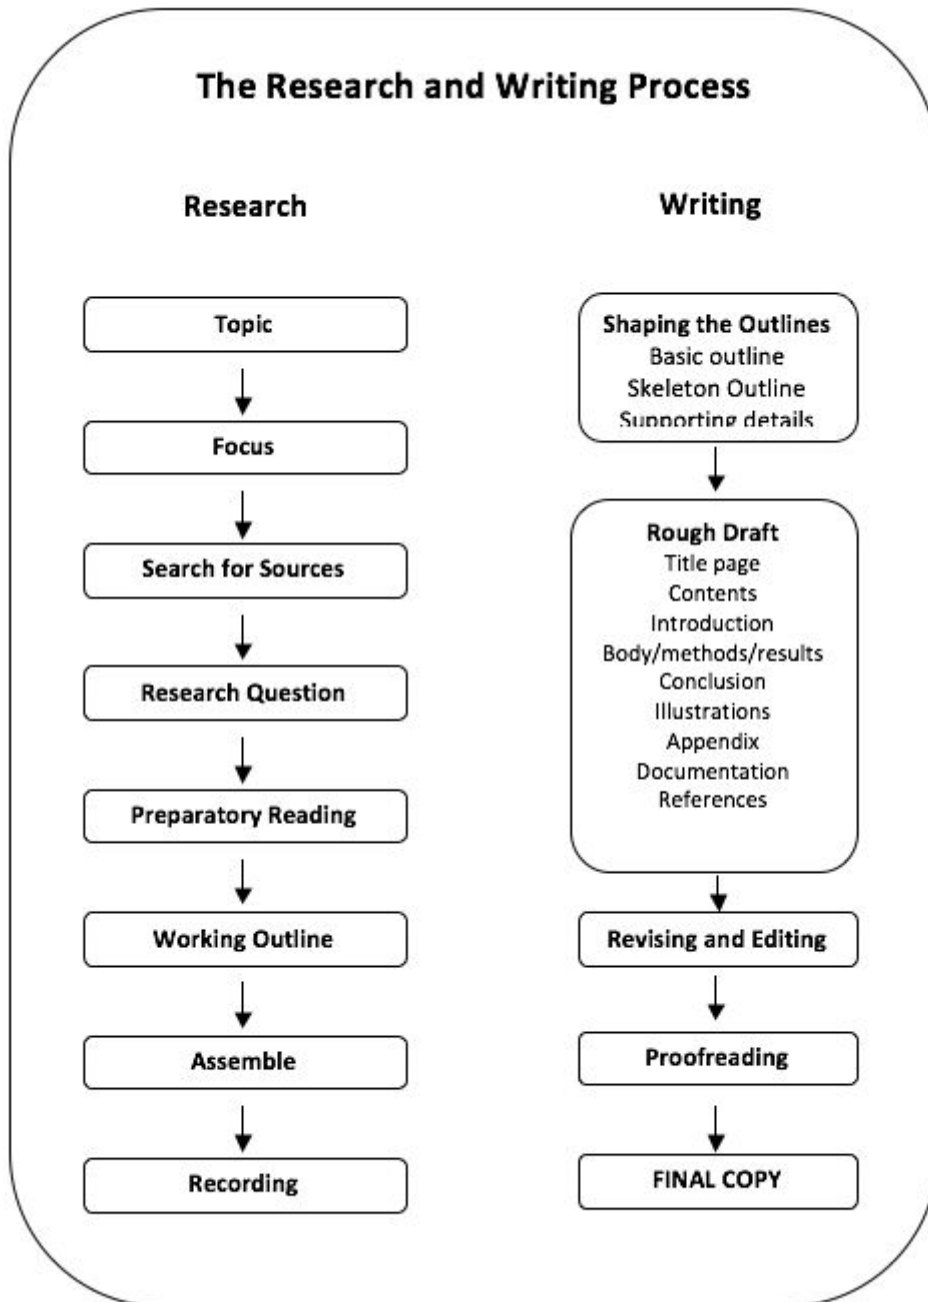 The Research and Writing Process
Research
Topic
Focus
Search for Sources
Research Question
Preparatory Reading
Working Outline
Assemble
Recording
Writing
Shaping the Outlines
Basic outline
Skeleton Outline
Supporting details
Rough Draft
Title page
Contents
Introduction
Body/methods/results
Conclusion
Illustrations
Appendix
Documentation
References
Revising and Editing
Proofreading
FINAL COPY